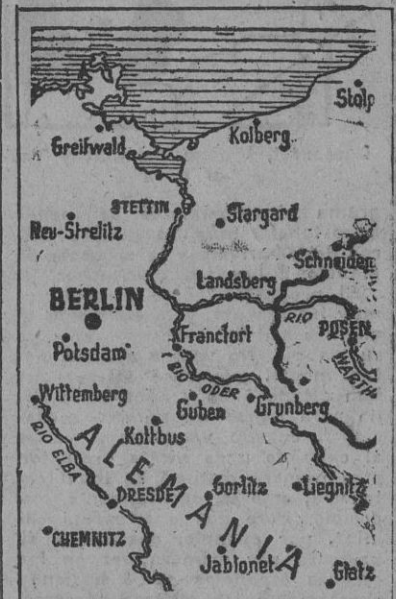 Stolp
Kolberg
Greifwald
STETTIN
Stargard
Neu-Strelitz
Schneiden
Landsberg
BERLIN
RIO
POSEN
Francfort
WARTH
Potsdam
RIO ODER
Wittemberg
Guben
Grunberg
Kottbus
RIO ELBA
ALEMANIA
DRESDE
Gorlitz
Liegnitz
CHEMNITZ
Jablonet
Glatz